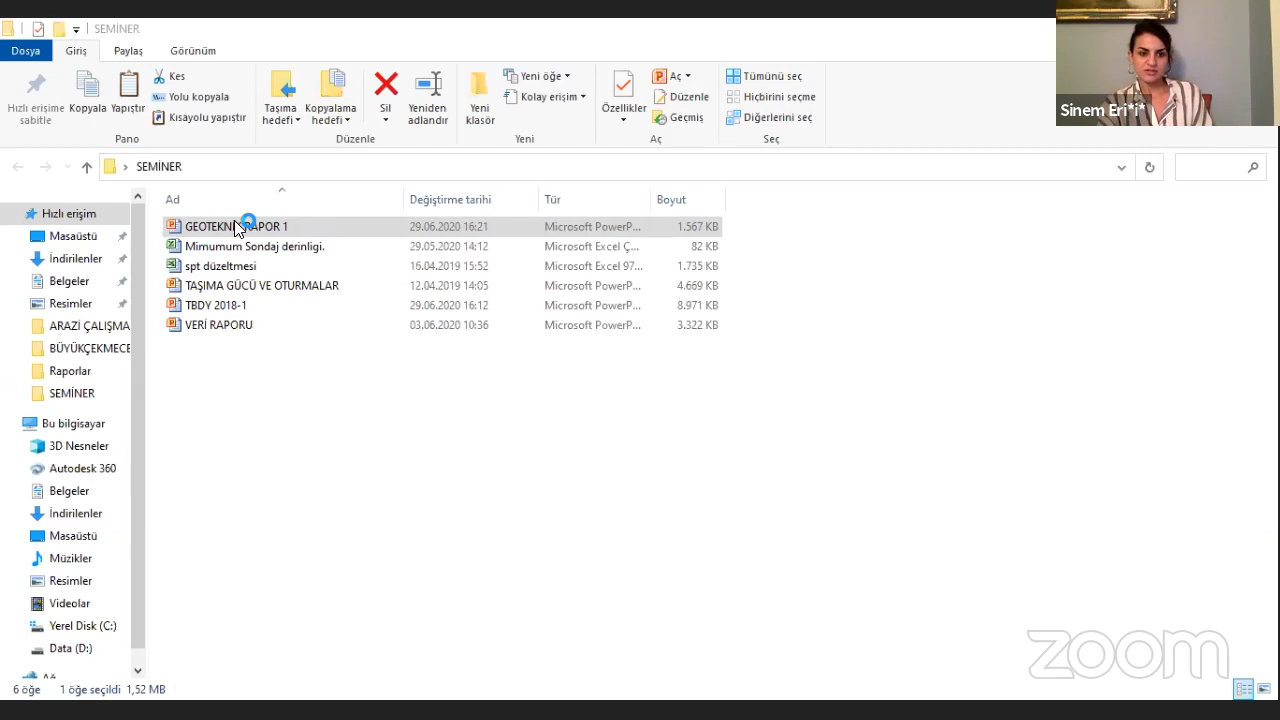 SEMİNER
Dosya Giriş Paylaş Görünüm
Hızlı erişime sabitle
Kopyala
Yapıştır
Kes
Yolu kopyala
Kısayolu yapıştır
Pano
Taşıma hedefi
Kopyalama hedefi
Sil
Yeniden adlandır
Düzenle
Yeni klasör
Yeni öğe
Kolay erişim
Yeni
Özellikler
Aç
Düzenle
Geçmiş
Aç
Tümünü seç
Hiçbirini seçme
Diğerlerini seç
Seç
Sinem Eri*i*
SEMİNER
Ad Değiştirme tarihi Tür Boyut
GEOTEKNİ RAPOR 1 29.06.2020 16:21 Microsoft PowerP... 1.567 KB
Mimumum Sondaj derinligi. 29.05.2020 14:12 Microsoft Excel Ç... 82 KB
spt düzeltmesi 16.04.2019 15:52 Microsoft Excel 97... 1.735 KB
TAŞIMA GÜCÜ VE OTURMALAR 12.04.2019 14:05 Microsoft PowerP... 4.669 KB
TBDY 2018-1 29.06.2020 16:12 Microsoft PowerP... 8.971 KB
VERİ RAPORU 03.06.2020 10:36 Microsoft PowerP... 3.322 KB
Hızlı erişim
Masaüstü
İndirilenler
Belgeler
Resimler
ARAZİ ÇALIŞMA
BÜYÜKÇEKMECE
Raporlar
SEMİNER
Bu bilgisayar
3D Nesneler
Autodesk 360
Belgeler
İndirilenler
Masaüstü
Müzikler
Resimler
Videolar
Yerel Disk (C:)
Data (D:)
6 öğe 1 öğe seçildi 1,52 MB
zoom